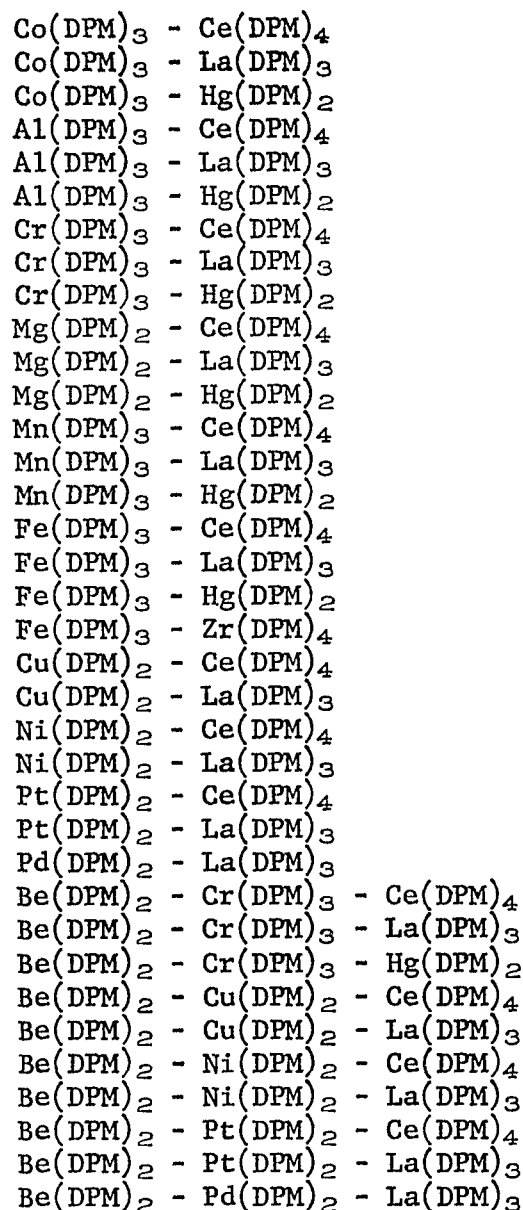 Co(DPM)₃ - Ce(DPM)₄
Co(DPM)₃ - La(DPM)₃
Co(DPM)₃ - Hg(DPM)₂
Al(DPM)₃ - Ce(DPM)₄
Al(DPM)₃ - La(DPM)₃
Al(DPM)₃ - Hg(DPM)₂
Cr(DPM)₃ - Ce(DPM)₄
Cr(DPM)₃ - La(DPM)₃
Cr(DPM)₃ - Hg(DPM)₂
Mg(DPM)₂ - Ce(DPM)₄
Mg(DPM)₂ - La(DPM)₃
Mg(DPM)₂ - Hg(DPM)₂
Mn(DPM)₃ - Ce(DPM)₄
Mn(DPM)₃ - La(DPM)₃
Mn(DPM)₃ - Hg(DPM)₂
Fe(DPM)₃ - Ce(DPM)₄
Fe(DPM)₃ - La(DPM)₃
Fe(DPM)₃ - Hg(DPM)₂
Fe(DPM)₃ - Zr(DPM)₄
Cu(DPM)₂ - Ce(DPM)₄
Cu(DPM)₂ - La(DPM)₃
Ni(DPM)₂ - Ce(DPM)₄
Ni(DPM)₂ - La(DPM)₃
Pt(DPM)₂ - Ce(DPM)₄
Pt(DPM)₂ - La(DPM)₃
Pd(DPM)₂ - La(DPM)₃
Be(DPM)₂ - Cr(DPM)₃ - Ce(DPM)₄
Be(DPM)₂ - Cr(DPM)₃ - La(DPM)₃
Be(DPM)₂ - Cr(DPM)₃ - Hg(DPM)₂
Be(DPM)₂ - Cu(DPM)₂ - Ce(DPM)₄
Be(DPM)₂ - Cu(DPM)₂ - La(DPM)₃
Be(DPM)₂ - Ni(DPM)₂ - Ce(DPM)₄
Be(DPM)₂ - Ni(DPM)₂ - La(DPM)₃
Be(DPM)₂ - Pt(DPM)₂ - Ce(DPM)₄
Be(DPM)₂ - Pt(DPM)₂ - La(DPM)₃
Be(DPM)₂ - Pd(DPM)₂ - La(DPM)₃